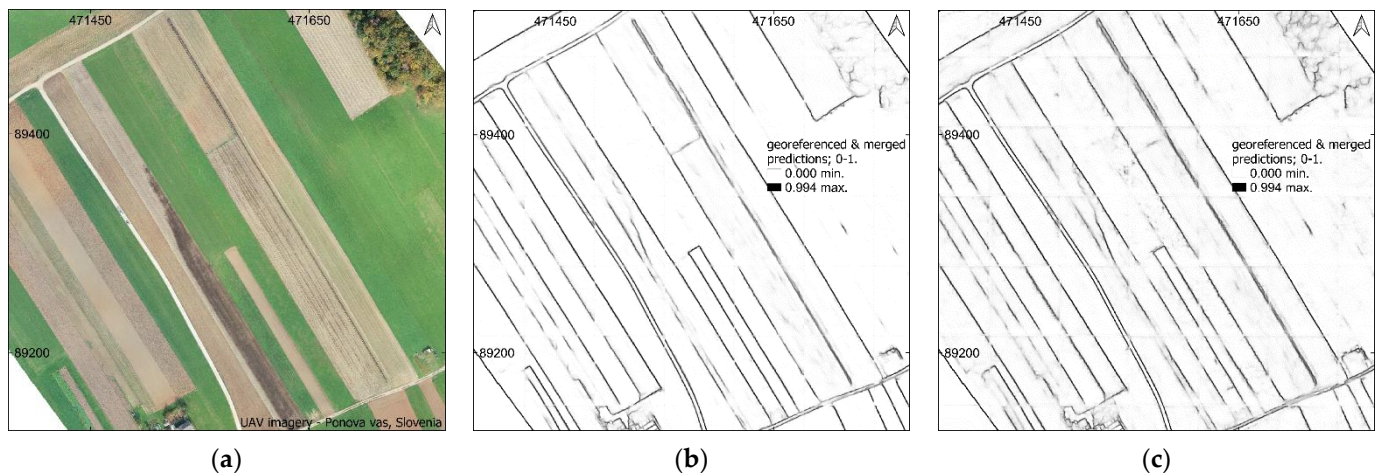 471450 471650
89400
89200
UAV imagery - Ponova vas, Slovenia
(a)
471450 471650
89400
georeferenced & merged
predictions; 0-1.
0.000 min.
0.994 max.
89200
(b)
471450 471650
89400
georeferenced & merged
predictions; 0-1.
0.000 min.
0.994 max.
89200
(c)